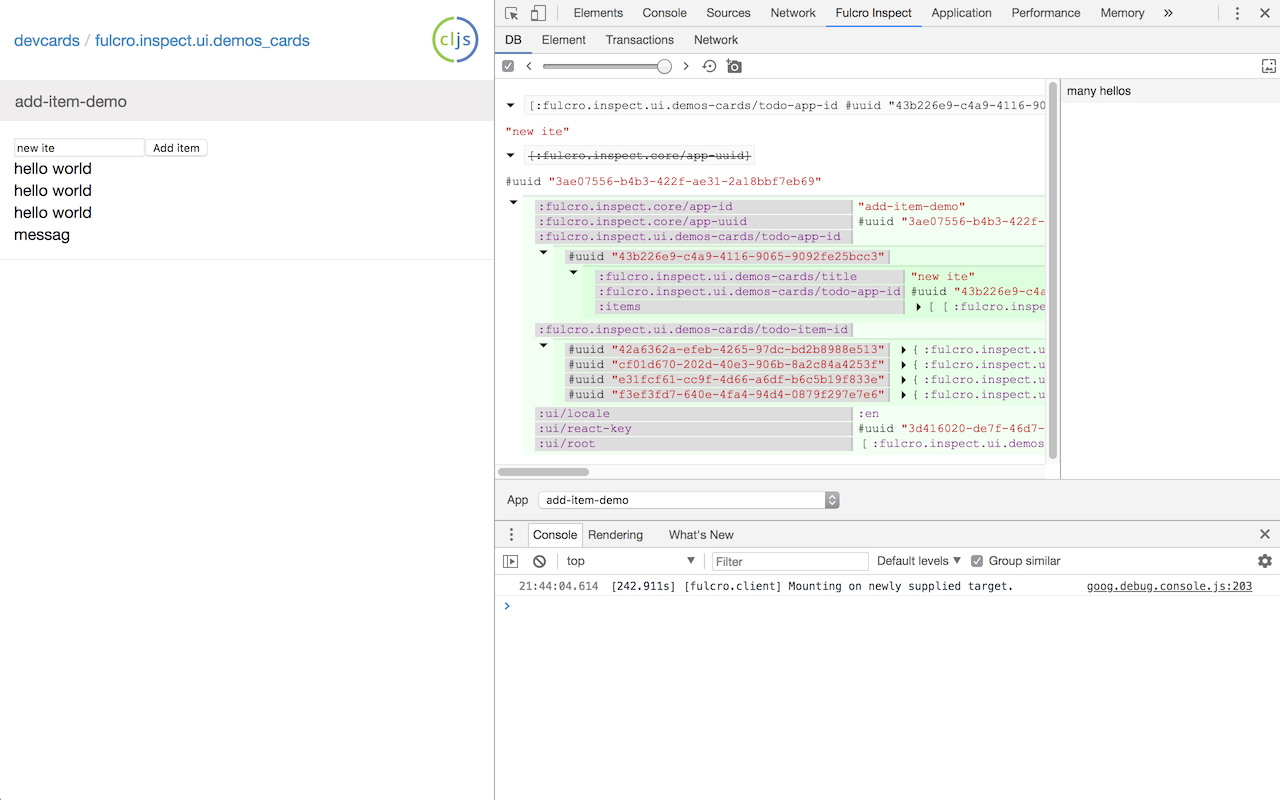 devcards / fulcro.inspect.ui.demos_cards
cljs
add-item-demo
new ite Add item
hello world
hello world
hello world
messag
Elements Console Sources Network Fulcro Inspect Application Performance Memory »
DB Element Transactions Network
[:fulcro.inspect.ui.demos-cards/todo-app-id #uuid "43b226e9-c4a9-4116-90
"new ite"
[:fulcro.inspect.core/app-uuid]
#uuid "3ae07556-b4b3-422f-ae31-2a18bbf7eb69"
:fulcro.inspect.core/app-id "add-item-demo"
:fulcro.inspect.core/app-uuid #uuid "3ae07556-b4b3-422f-
:fulcro.inspect.ui.demos-cards/todo-app-id
#uuid "43b226e9-c4a9-4116-9065-9092fe25bcc3"
:fulcro.inspect.ui.demos-cards/title "new ite"
:fulcro.inspect.ui.demos-cards/todo-app-id #uuid "43b226e9-c4a
:items [ [ :fulcro.inspe
:fulcro.inspect.ui.demos-cards/todo-item-id
#uuid "42a6362a-efeb-4265-97dc-bd2b8988e513" { :fulcro.inspect.u
#uuid "cf01d670-202d-40e3-906b-8a2c84a4253f" { :fulcro.inspect.u
#uuid "e31fcf61-cc9f-4d66-a6df-b6c5b19f833e" { :fulcro.inspect.u
#uuid "f3ef3fd7-640e-4fa4-94d4-0879f297e7e6" { :fulcro.inspect.u
:ui/locale :en
:ui/react-key #uuid "3d416020-de7f-46d7-
:ui/root [ :fulcro.inspect.ui.demos
many hellos
App add-item-demo
Console Rendering What's New
top Filter Default levels Group similar
21:44:04.614 [242.911s] [fulcro.client] Mounting on newly supplied target. goog.debug.console.js:203